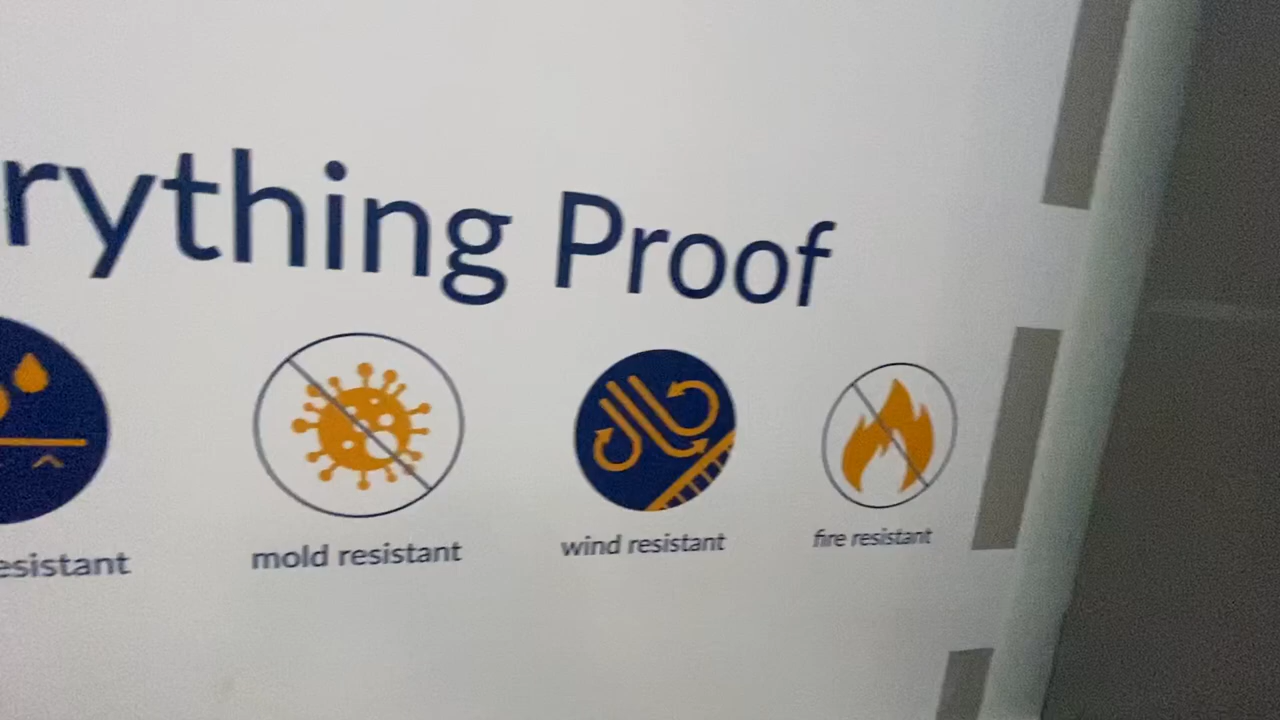 rything Proof
esistant
mold resistant
wind resistant
fire resistant